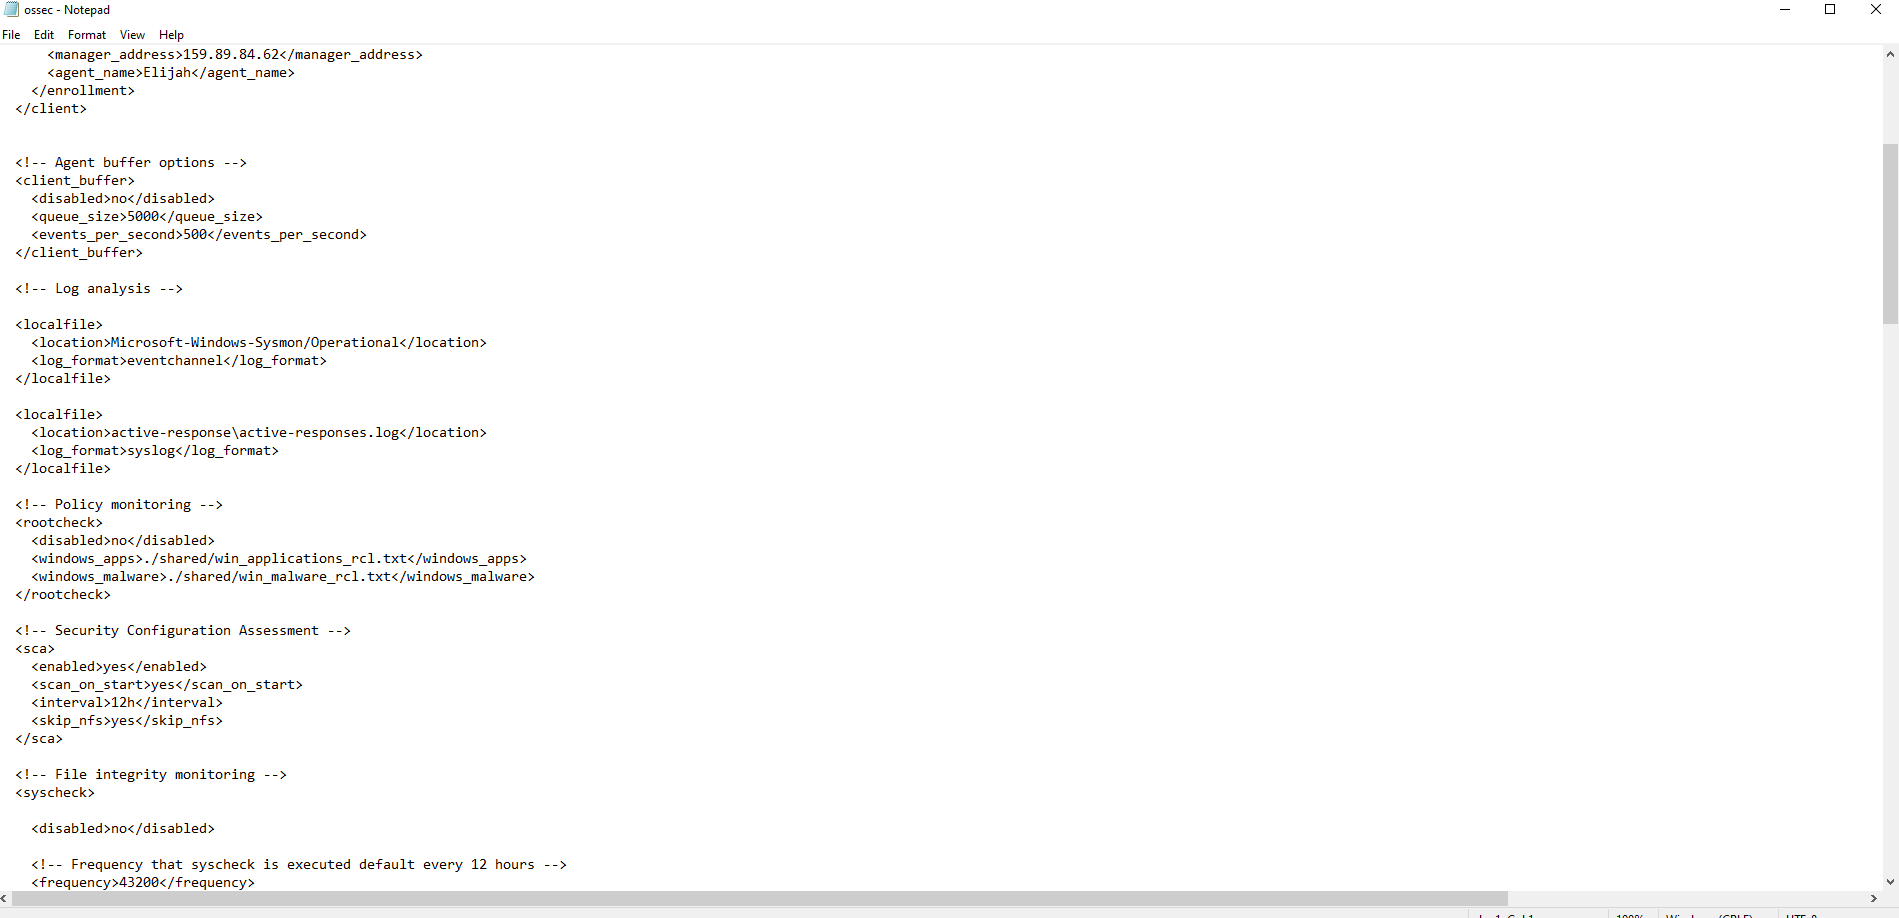 ossec - Notepad
File Edit Format View Help
<manager_address>159.89.84.62</manager_address>
<agent_name>Elijah</agent_name>
</enrollment>
</client>
<!-- Agent buffer options -->
<client_buffer>
<disabled>no</disabled>
<queue_size>5000</queue_size>
<events_per_second>500</events_per_second>
</client_buffer>
<!-- Log analysis -->
<localfile>
<location>Microsoft-Windows-Sysmon/Operational</location>
<log_format>eventchannel</log_format>
</localfile>
<localfile>
<location>active-response\active-responses.log</location>
<log_format>syslog</log_format>
</localfile>
<!-- Policy monitoring -->
<rootcheck>
<disabled>no</disabled>
<windows_apps>./shared/win_applications_rcl.txt</windows_apps>
<windows_malware>./shared/win_malware_rcl.txt</windows_malware>
</rootcheck>
<!-- Security Configuration Assessment -->
<sca>
<enabled>yes</enabled>
<scan_on_start>yes</scan_on_start>
<interval>12h</interval>
<skip_nfs>yes</skip_nfs>
</sca>
<!-- File integrity monitoring -->
<syscheck>
<disabled>no</disabled>
<!-- Frequency that syscheck is executed default every 12 hours -->
<frequency>43200</frequency>